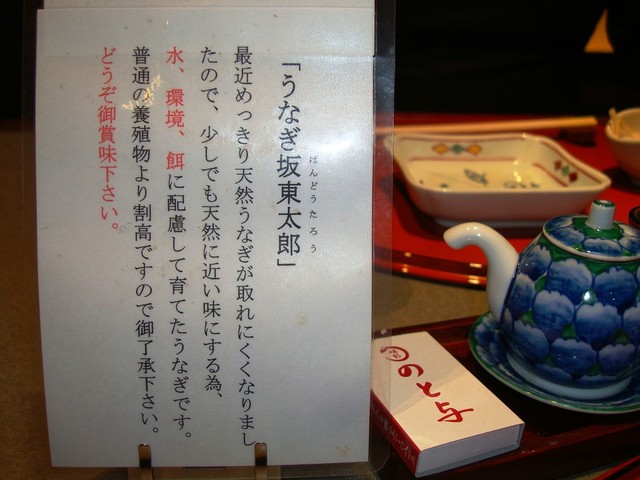 「うなぎ坂東太郎」
ばんどうたろう
最近めっきり天然うなぎが取れにくくなりまし
たので、少しでも天然に近い味にする為、
水、環境、餌に配慮して育てたうなぎです。
普通の養殖物より割高ですので御了承下さい。
どうぞ御賞味下さい。
のと与